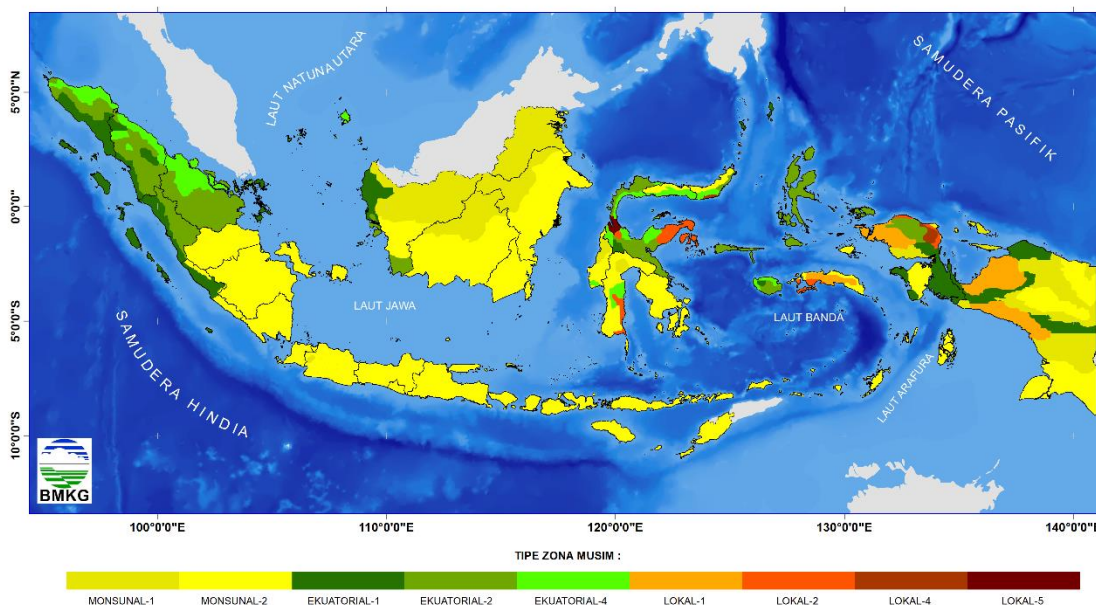 5°0'0"N
0°0'0"
5°0'0"S
10°0'0"S
LAUT NATUNA UTARA
SAMUDERA PASIFIK
LAUT JAWA
LAUT BANDA
LAUT ARAFURA
SAMUDERA HINDIA
BMKG
100°0'0"E
110°0'0"E
120°0'0"E
130°0'0"E
140°0'0"E
TIPE ZONA MUSIM :
MONSUNAL-1 MONSUNAL-2 EKUATORIAL-1 EKUATORIAL-2 EKUATORIAL-4 LOKAL-1 LOKAL-2 LOKAL-4 LOKAL-5